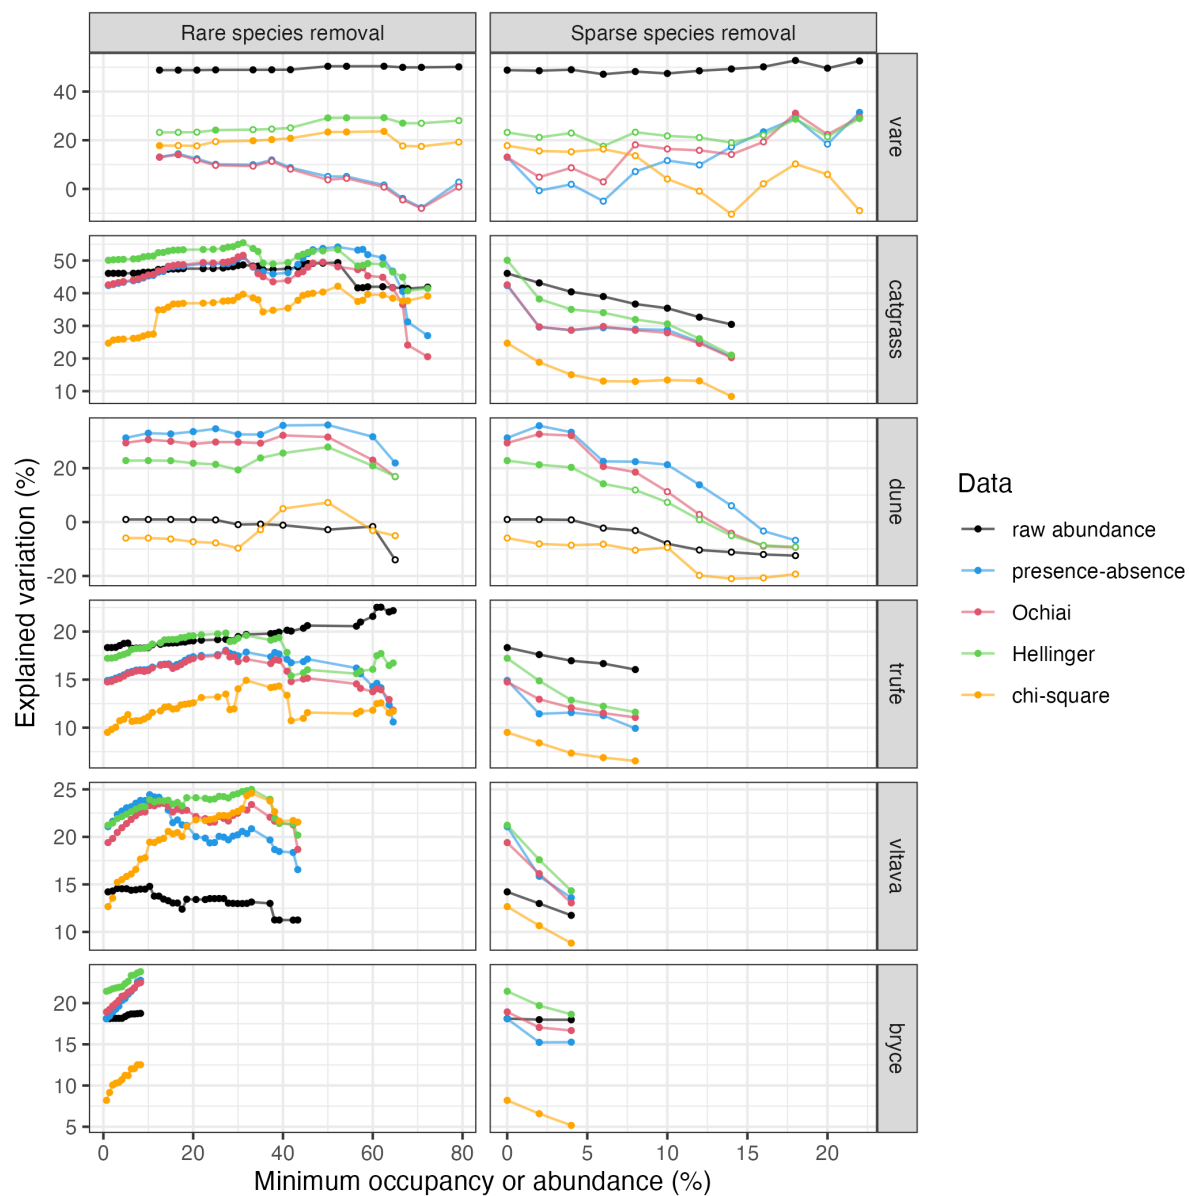 Rare species removal
Sparse species removal
40
20
0
vare
50
40
30
20
10
catgrass
20
0
-20
dune
20
15
10
trufe
25
20
15
10
vltava
20
15
10
5
bryce
0
20
40
60
80
0
5
10
15
20
Minimum occupancy or abundance (%)
Explained variation (%)
Data
raw abundance
presence-absence
Ochiai
Hellinger
chi-square